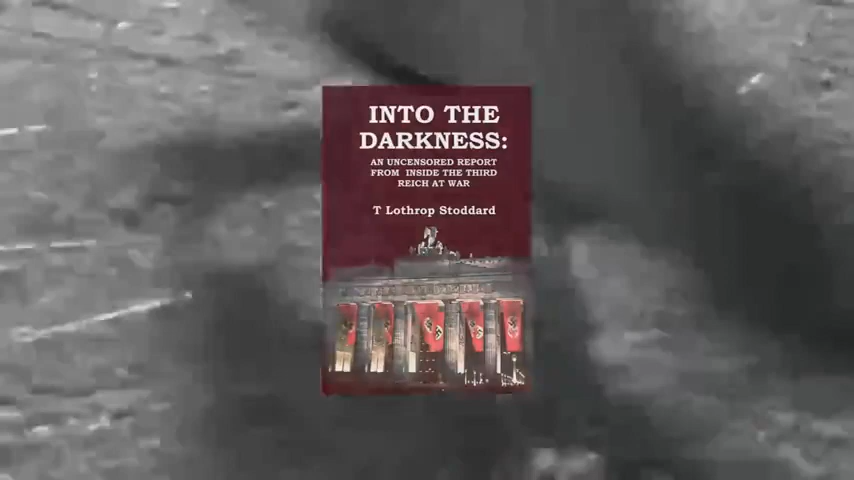 INTO THE
DARKNESS:
AN UNCENSORED REPORT
FROM INSIDE THE THIRD
REICH AT WAR
T Lothrop Stoddard